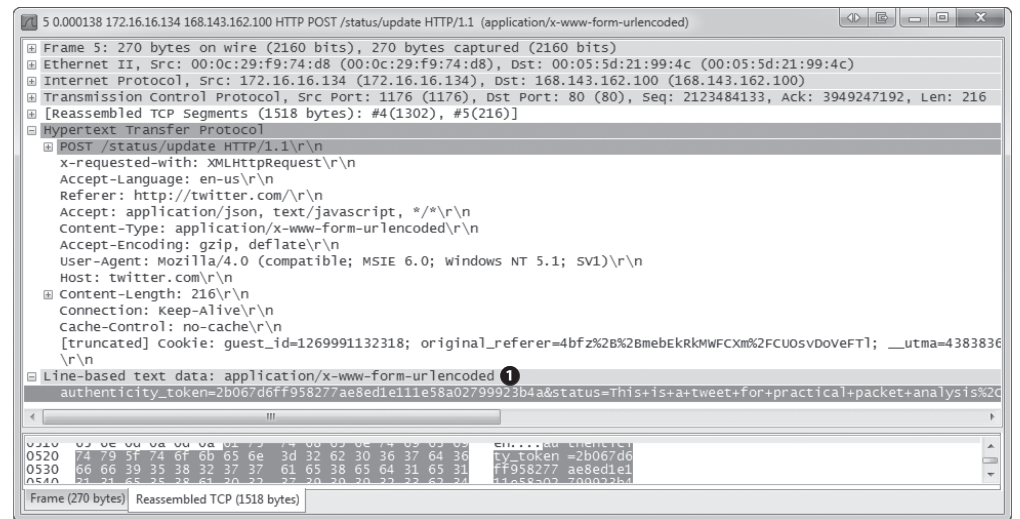 5 0.000138 172.16.16.134 168.143.162.100 HTTP POST /status/update HTTP/1.1 (application/x-www-form-urlencoded)
Frame 5: 270 bytes on wire (2160 bits), 270 bytes captured (2160 bits)
Ethernet II, Src: 00:0c:29:f9:74:d8 (00:0c:29:f9:74:d8), Dst: 00:05:5d:21:99:4c (00:05:5d:21:99:4c)
Internet Protocol, Src: 172.16.16.134 (172.16.16.134), Dst: 168.143.162.100 (168.143.162.100)
Transmission Control Protocol, Src Port: 1176 (1176), Dst Port: 80 (80), Seq: 2123484133, Ack: 3949247192, Len: 216
[Reassembled TCP Segments (1518 bytes): #4(1302), #5(216)]
Hypertext Transfer Protocol
POST /status/update HTTP/1.1\r\n
x-requested-with: XMLHttpRequest\r\n
Accept-Language: en-us\r\n
Referer: http://twitter.com/\r\n
Accept: application/json, text/javascript, */*\r\n
Content-Type: application/x-www-form-urlencoded\r\n
Accept-Encoding: gzip, deflate\r\n
User-Agent: Mozilla/4.0 (compatible; MSIE 6.0; Windows NT 5.1; SV1)\r\n
Host: twitter.com\r\n
Content-Length: 216\r\n
Connection: Keep-Alive\r\n
Cache-Control: no-cache\r\n
[truncated] Cookie: guest_id=1269991132318; original_referer=4bfz%2B%2BmebEkRkMWFCXm%2FCUOsvDoVeFTl; __utma=4383836
\r\n
Line-based text data: application/x-www-form-urlencoded 1
authenticity_token=2b067d6ff958277ae8ed1e111e58a02799923b4a&status=This+is+a+tweet+for+practical+packet+analysis%2C
0520 74 79 5f 74 6f 6b 65 6e 3d 32 62 30 36 37 64 36 ty_token =2b067d6
0530 66 66 39 35 38 32 37 37 61 65 38 65 64 31 65 31 ff958277 ae8ed1e1
Frame (270 bytes) Reassembled TCP (1518 bytes)